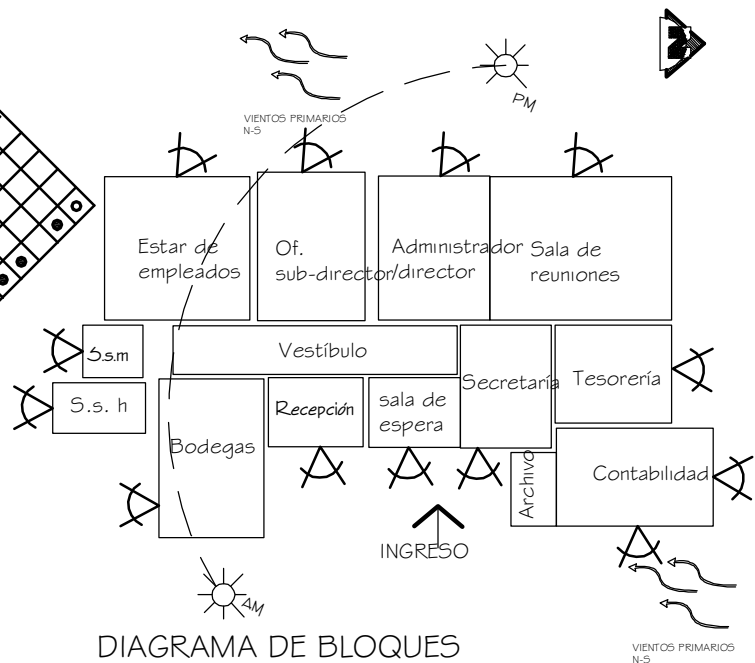 PM
VIENTOS PRIMARIOS
N-S
Estar de
empleados
Of.
sub-director/director
Administrador
Sala de
reuniones
S.s.m
Vestíbulo
Secretaría
Tesorería
S.s. h
Recepción
sala de
espera
Bodegas
Archivo
Contabilidad
INGRESO
AM
DIAGRAMA DE BLOQUES
VIENTOS PRIMARIOS
N-S